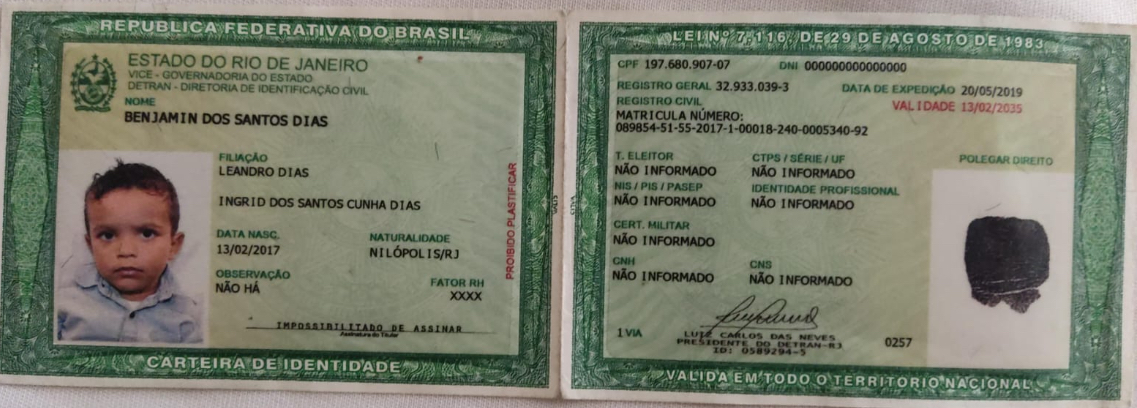 REPUBLICA FEDERATIVA DO BRASIL
ESTADO DO RIO DE JANEIRO
VICE - GOVERNADORIA DO ESTADO
DETRAN - DIRETORIA DE IDENTIFICAÇÃO CIVIL
NOME
BENJAMIN DOS SANTOS DIAS
FILIAÇÃO
LEANDRO DIAS
INGRID DOS SANTOS CUNHA DIAS
DATA NASC. NATURALIDADE
13/02/2017 NILÓPOLIS/RJ
OBSERVAÇÃO FATOR RH
NÃO HÁ XXXX
PROIBIDO PLASTIFICAR
IMPOSSIBILITADO DE ASSINAR
Assinatura do Titular
CARTEIRA DE IDENTIDADE
LEI Nº 7.116, DE 29 DE AGOSTO DE 1983
CPF 197.680.907-07 DNI 000000000000000
REGISTRO GERAL 32.933.039-3 DATA DE EXPEDIÇÃO 20/05/2019
REGISTRO CIVIL VALIDADE 13/02/2035
MATRICULA NÚMERO:
089854-51-55-2017-1-00018-240-0005340-92
T. ELEITOR CTPS / SÉRIE / UF POLEGAR DIREITO
NÃO INFORMADO NÃO INFORMADO
NIS / PIS / PASEP IDENTIDADE PROFISSIONAL
NÃO INFORMADO NÃO INFORMADO
CERT. MILITAR
NÃO INFORMADO
CNH CNS
NÃO INFORMADO NÃO INFORMADO
1 VIA LUIZ CARLOS DAS NEVES 0257
PRESIDENTE DO DETRAN-RJ
ID: 0589294-5
VALIDA EM TODO O TERRITORIO NACIONAL